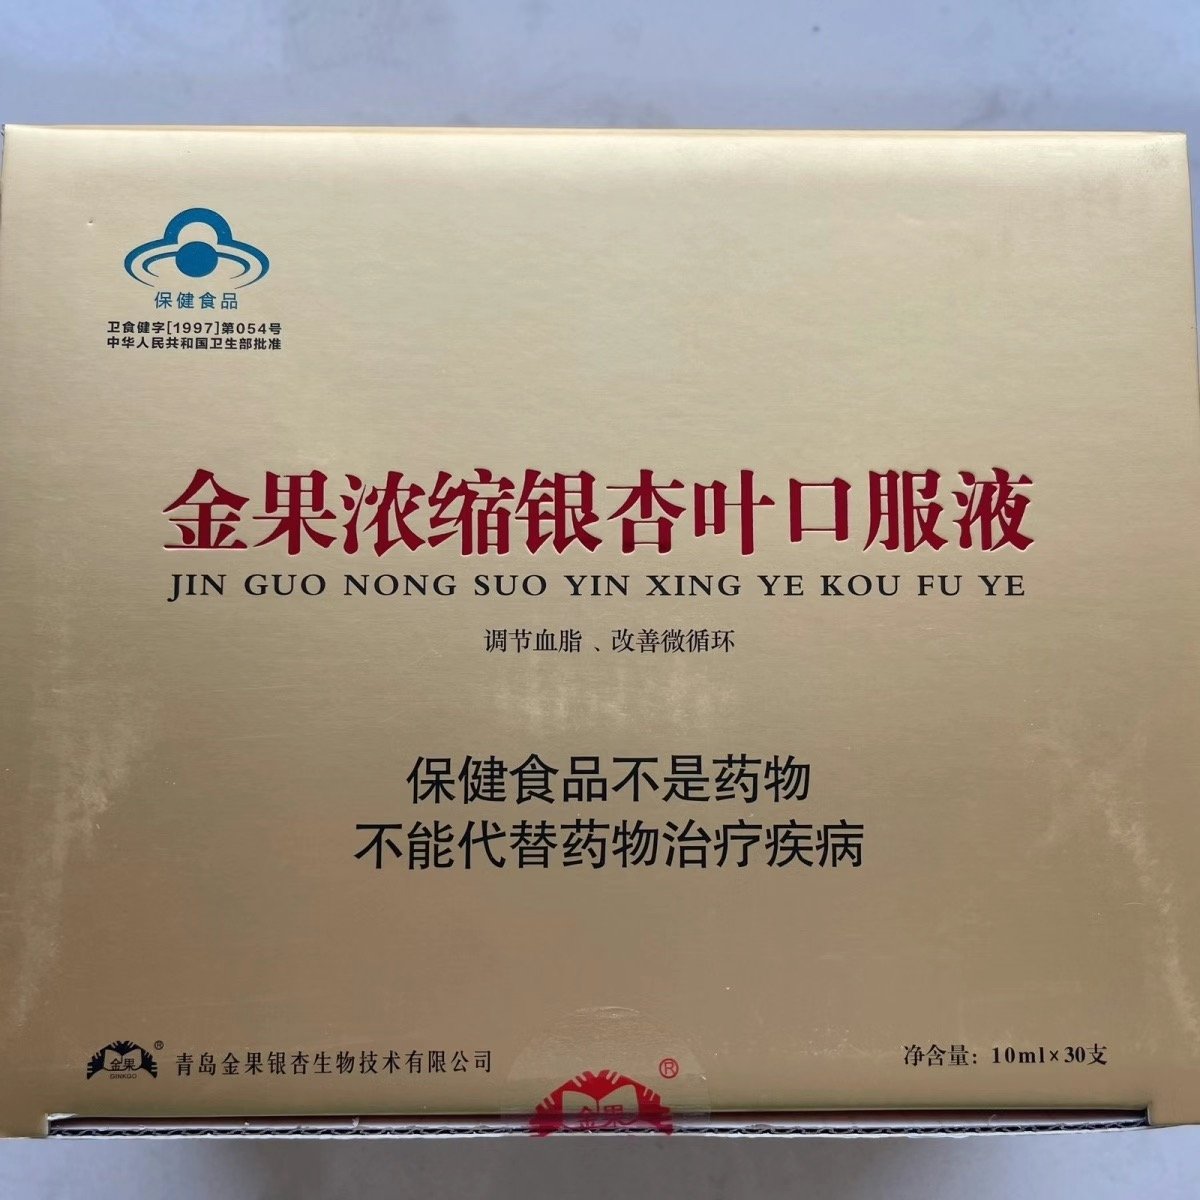 保健食品
卫食健字[1997]第054号
中华人民共和国卫生部批准
金果浓缩银杏叶口服液
JIN GUO NONG SUO YIN XING YE KOU FU YE
调节血脂、改善微循环
保健食品不是药物
不能代替药物治疗疾病
金果®
GINKGO
青岛金果银杏生物技术有限公司
净含量：10ml×30支
金果®